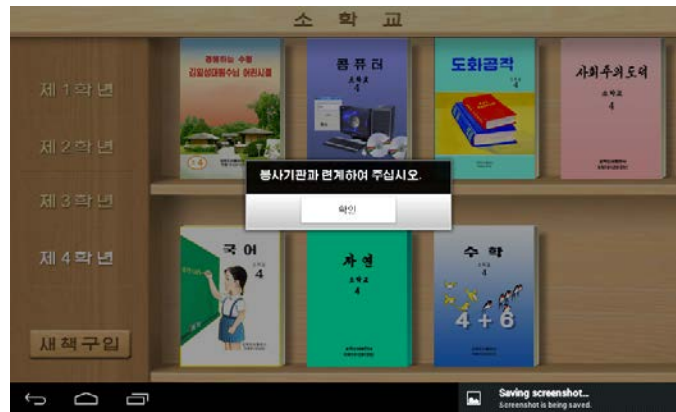 소 학 교
제1학년
제2학년
제3학년
제4학년
새책구입
경애하는 수령
김일성대원수님 어린시절
소4
콤퓨터
소학교
4
도화공작
4
사회주의도덕
소학교
4
봉사기관과 련계하여 주십시오.
확인
국어
소학교
4
자연
소학교
4
수학
소학교
4
4 + 6
Saving screenshot...
Screenshot is being saved.